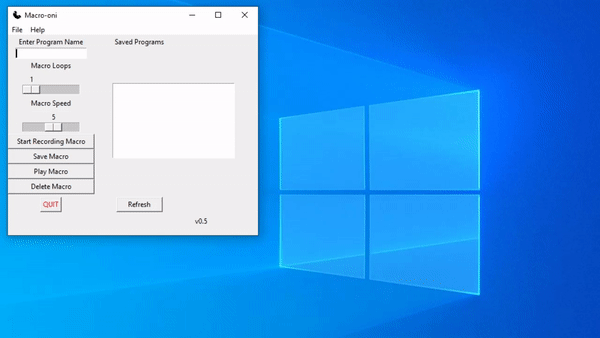 Macro-oni
File Help
Enter Program Name
Saved Programs
Macro Loops
1
Macro Speed
5
Start Recording Macro
Save Macro
Play Macro
Delete Macro
QUIT
Refresh
v0.5